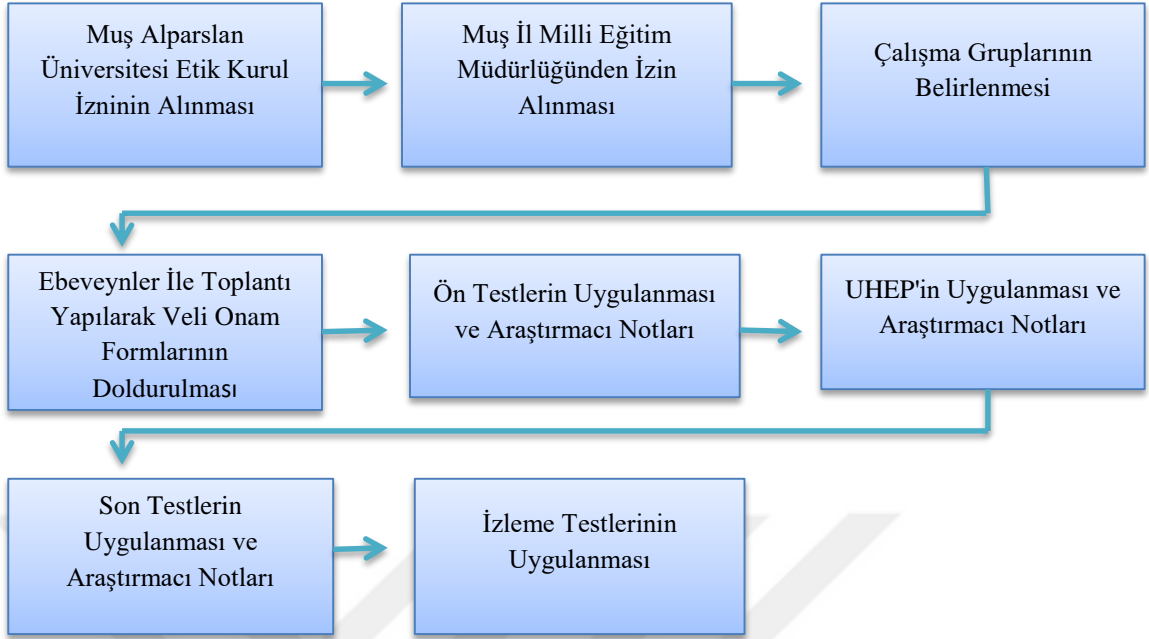 Muş Alparslan
Üniversitesi Etik Kurul
İzninin Alınması
Muş İl Milli Eğitim
Müdürlüğünden İzin
Alınması
Çalışma Gruplarının
Belirlenmesi
Ebeveynler İle Toplantı
Yapılarak Veli Onam
Formlarının
Doldurulması
Ön Testlerin Uygulanması
ve Araştırmacı Notları
UHEP'in Uygulanması ve
Araştırmacı Notları
Son Testlerin
Uygulanması ve
Araştırmacı Notları
İzleme Testlerinin
Uygulanması